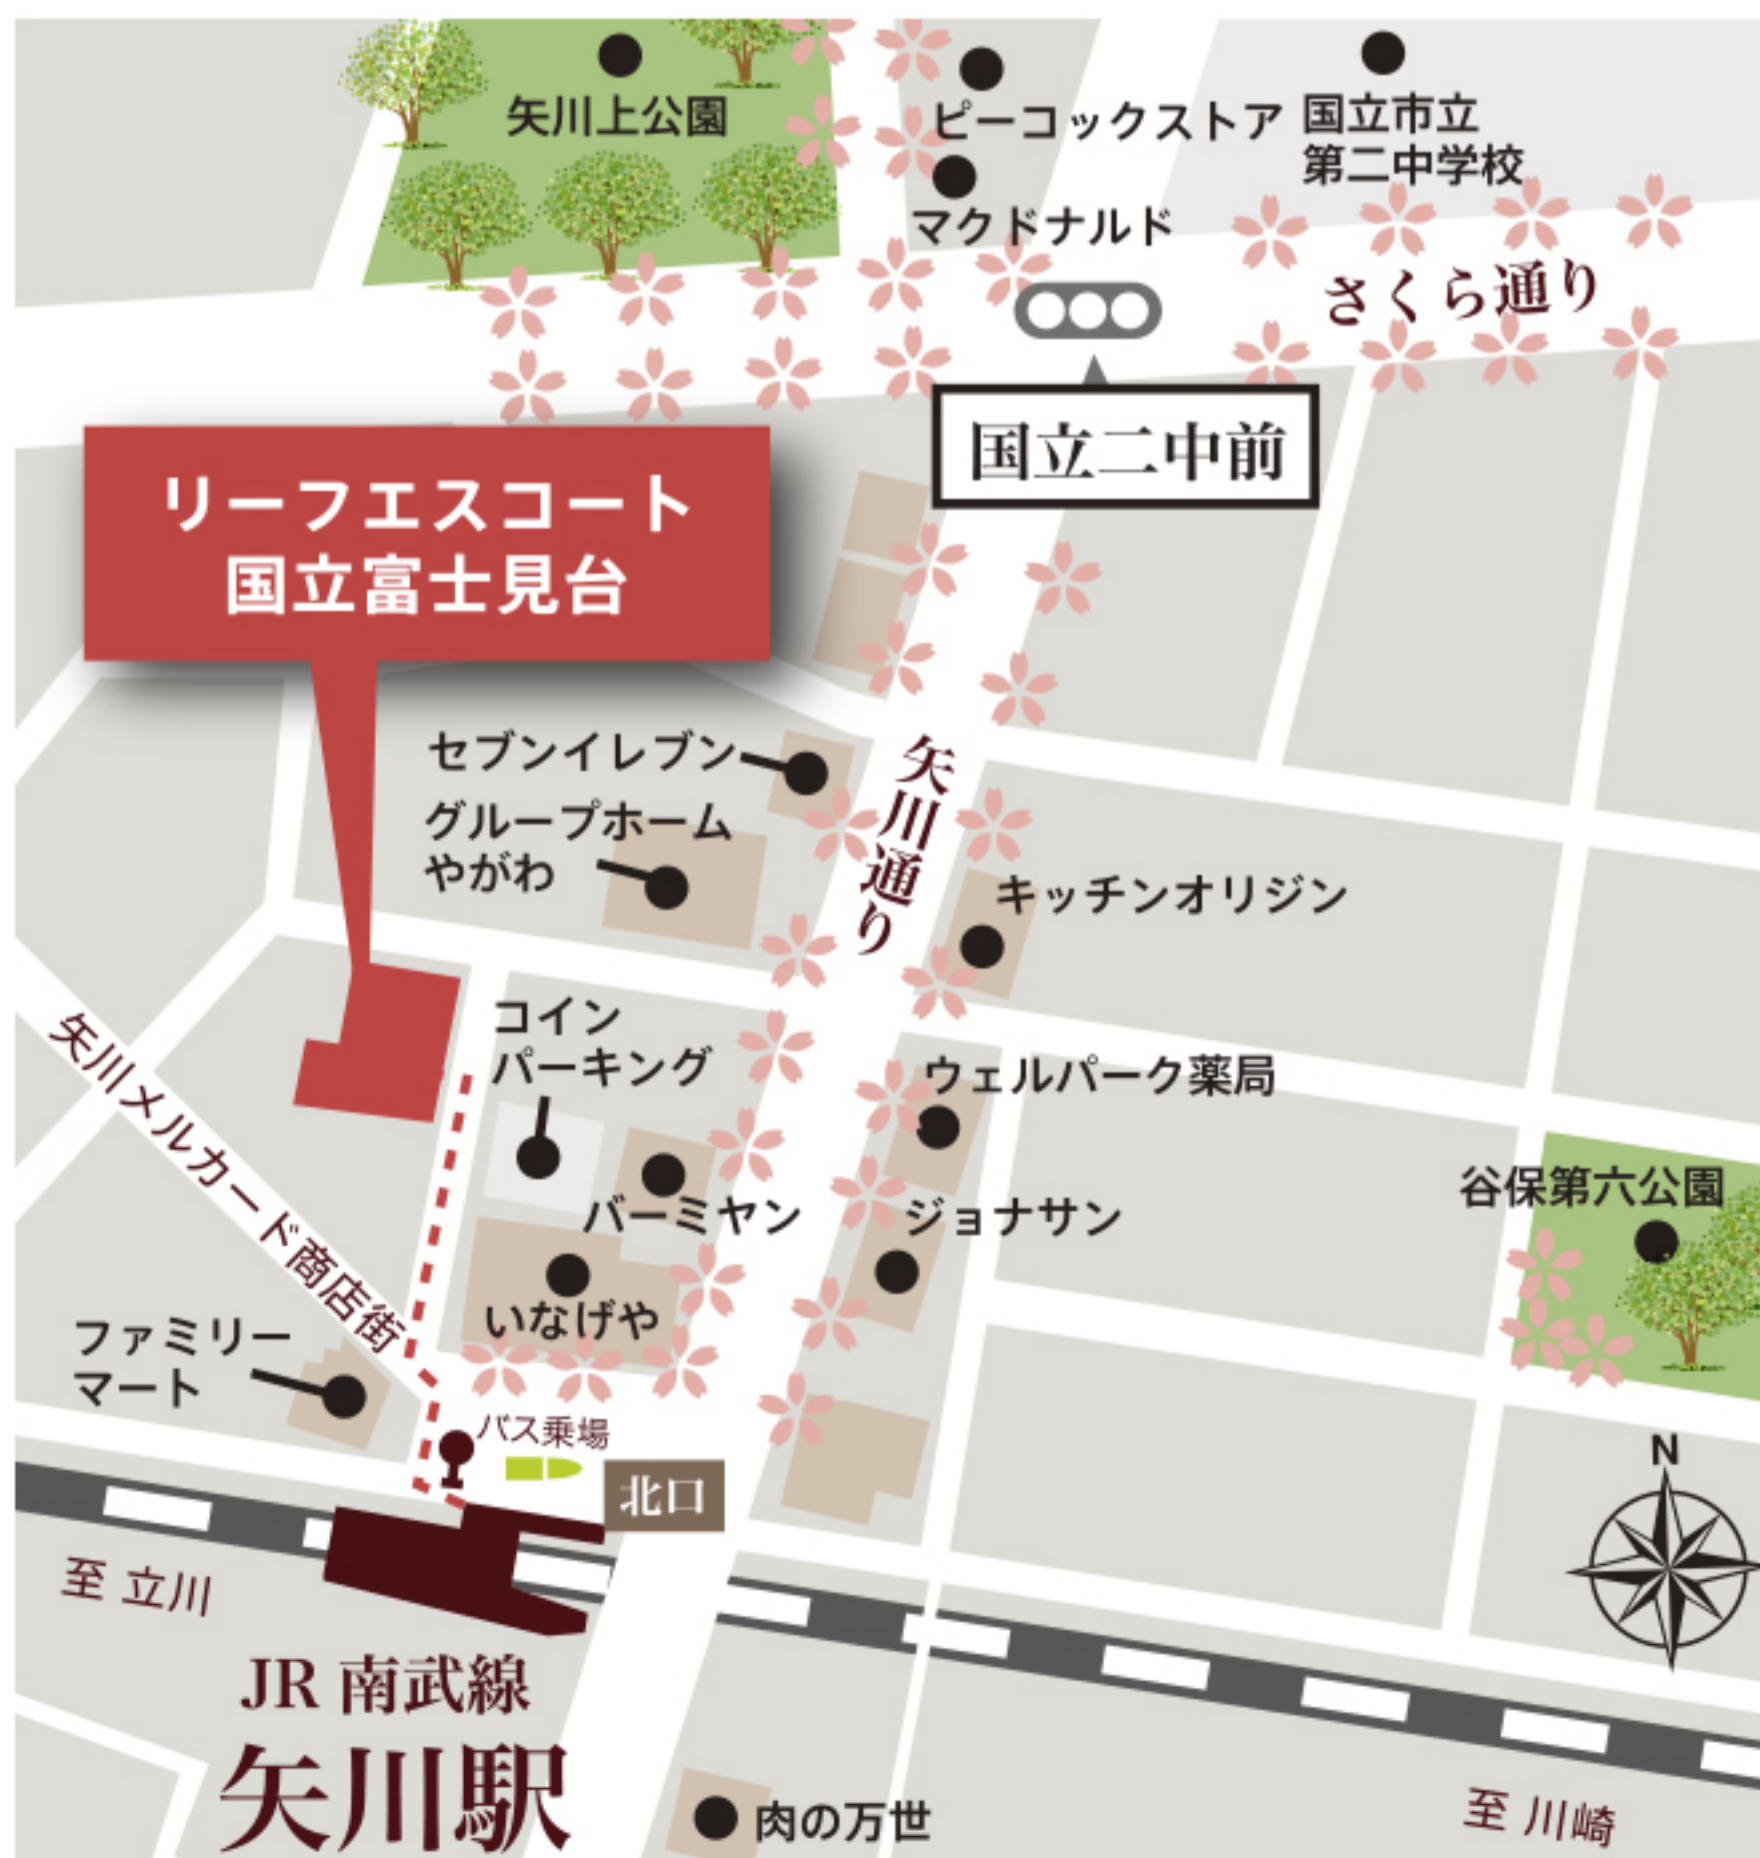 矢川上公園
ピーコックストア
国立市立
第二中学校
マクドナルド
さくら通り
国立二中前
リーフエスコート
国立富士見台
セブンイレブン
グループホーム
やがわ
矢川通り
キッチンオリジン
コイン
パーキング
矢川メルカード商店街
ウェルパーク薬局
バーミヤン
ジョナサン
谷保第六公園
いなげや
ファミリー
マート
バス乗場
北口
N
至 立川
JR 南武線
矢川駅
肉の万世
至 川崎